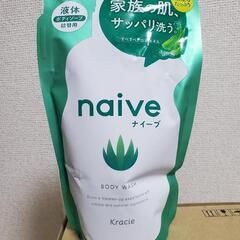 家族の肌、
サッパリ洗う。
液体
ボディソープ
詰替用
naive
ナイーブ
BODY WASH
Kracie